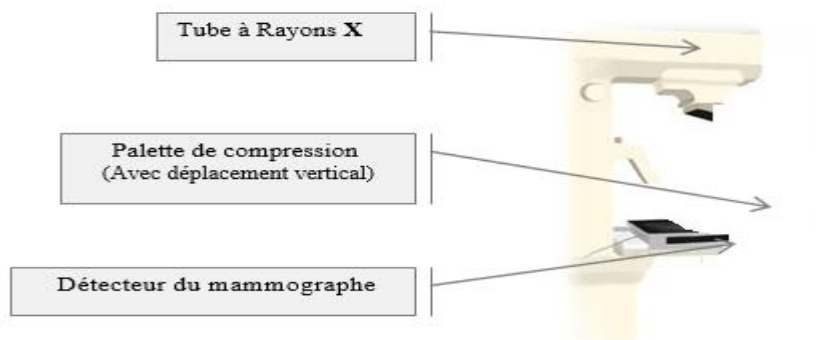 Tube à Rayons X
Palette de compression
(Avec déplacement vertical)
Détecteur du mammographe